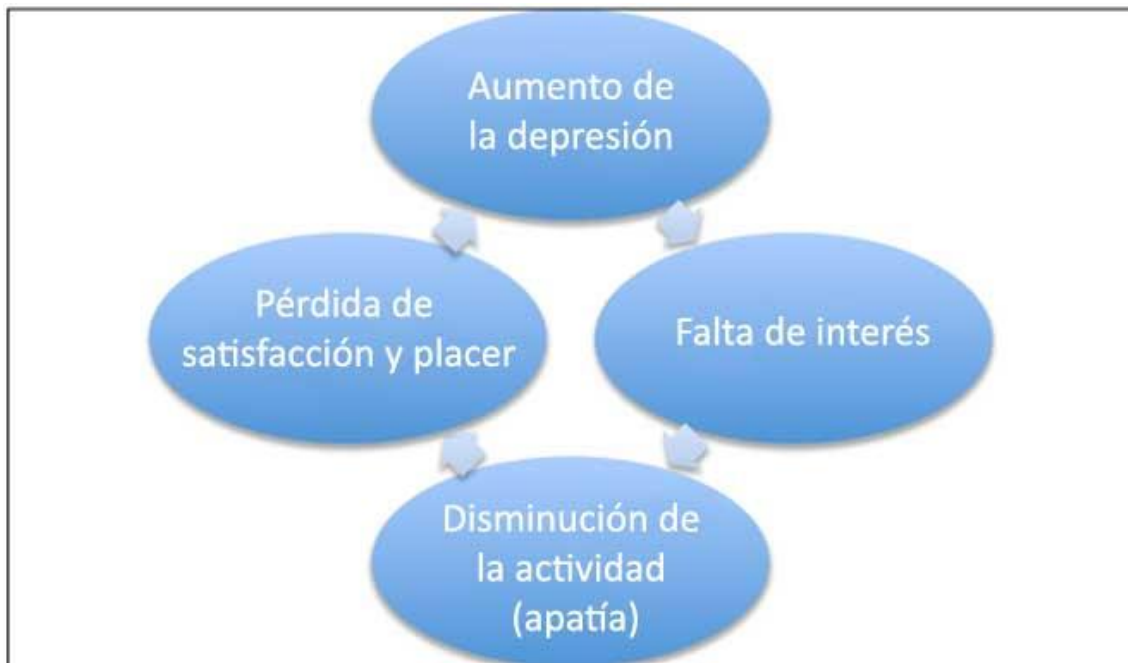 Aumento de
la depresión
Pérdida de
satisfacción y placer
Falta de interés
Disminución de
la actividad
(apatía)